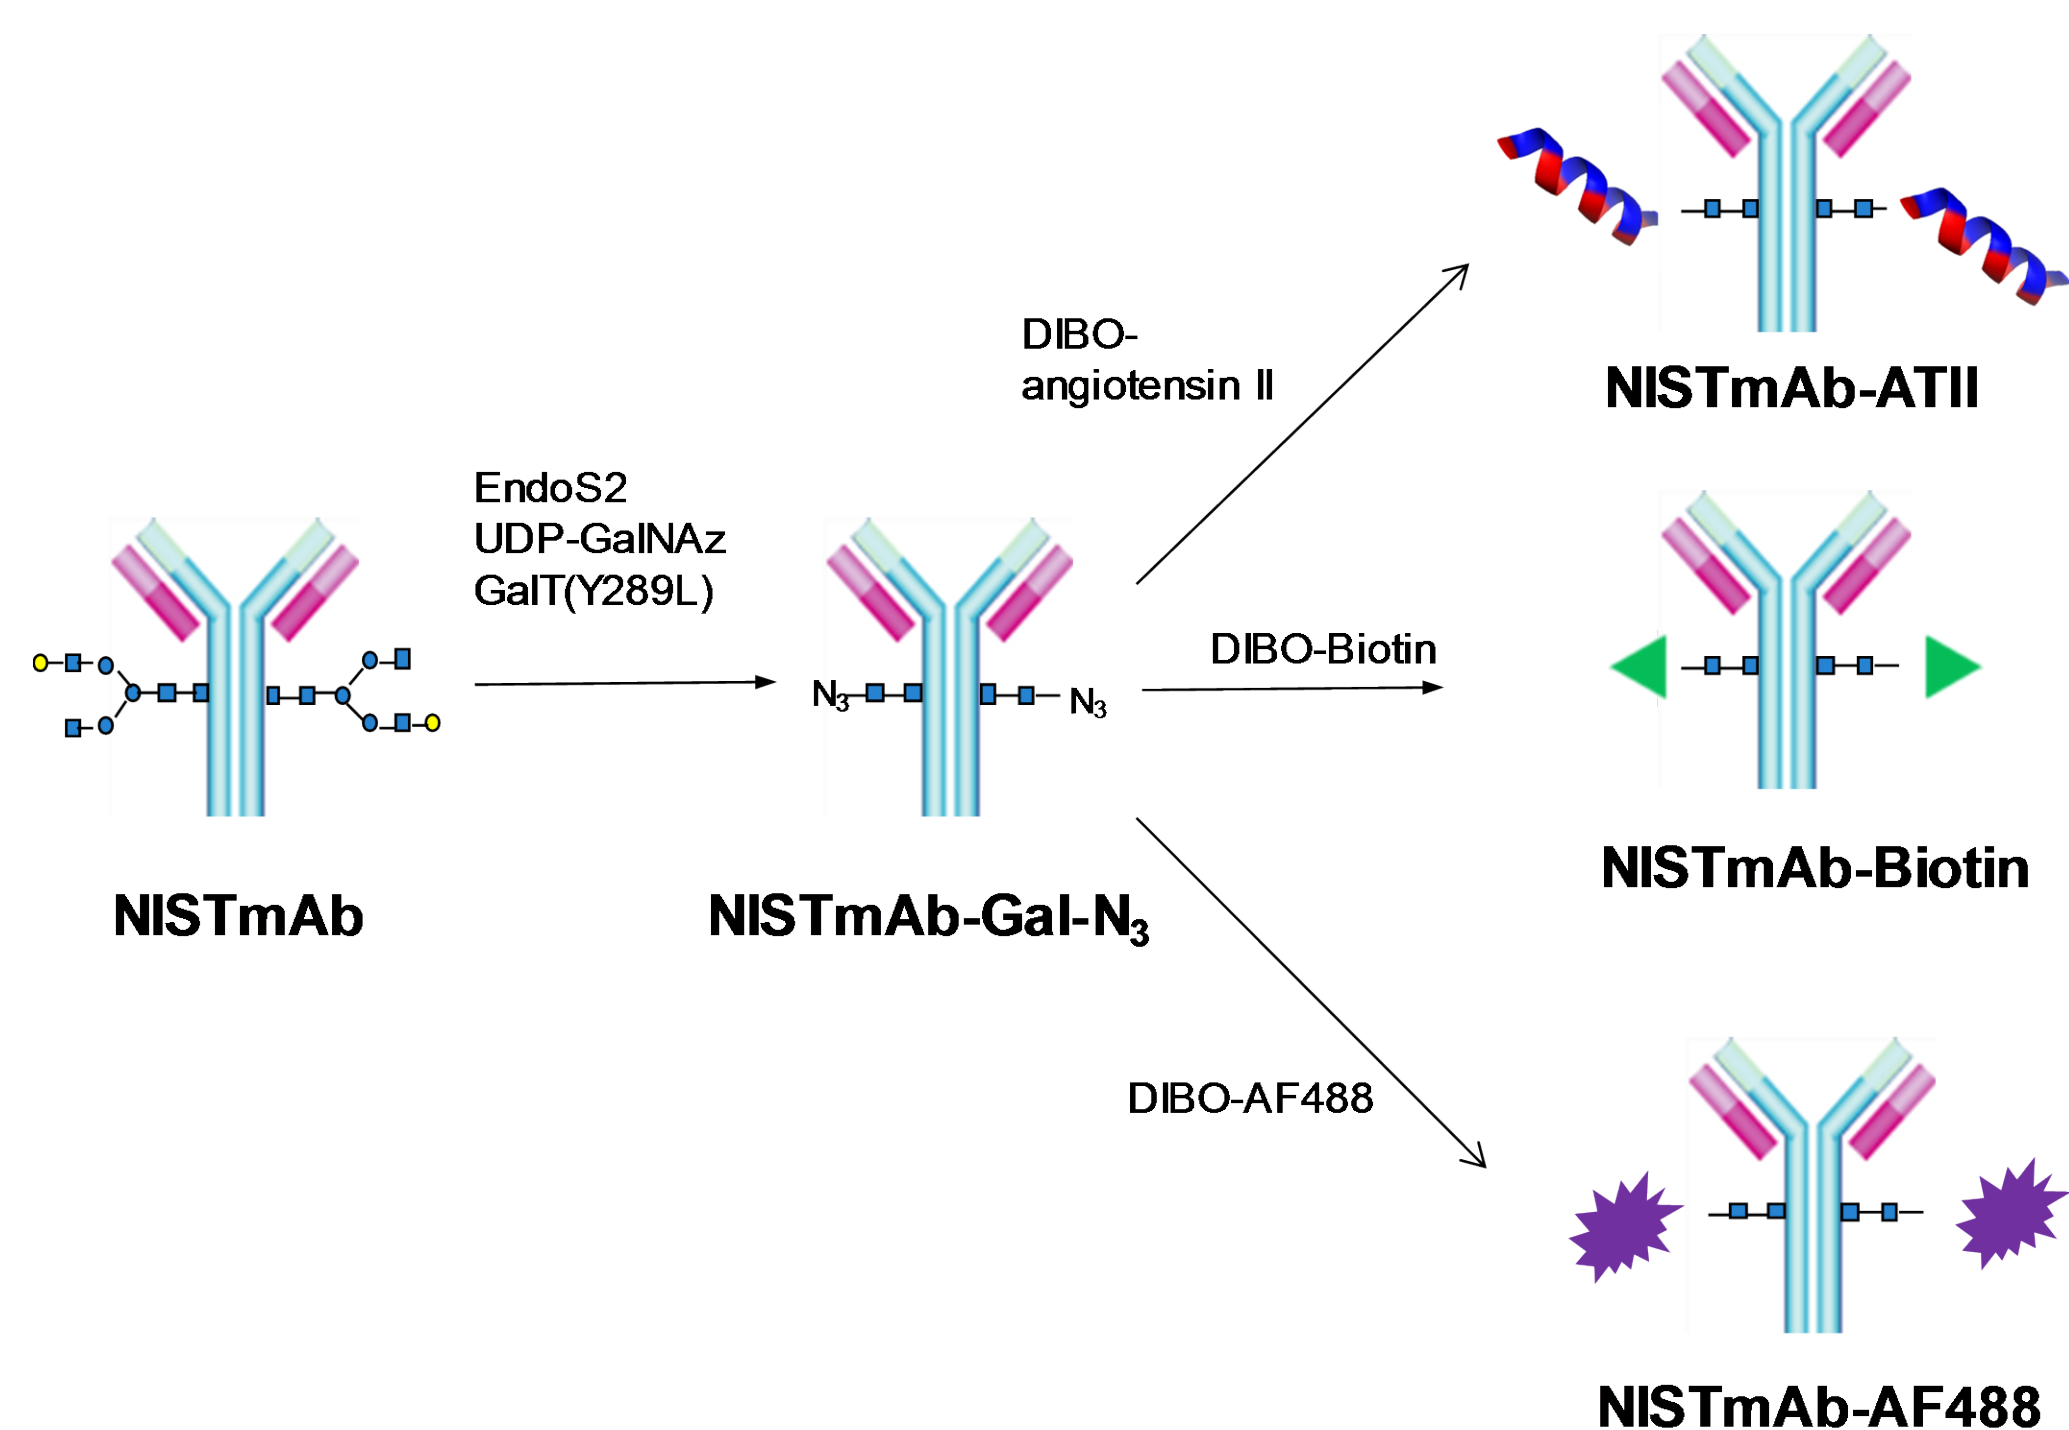 DIBO-
angiotensin II
NISTmAb-ATII
EndoS2
UDP-GalNAz
GalT(Y289L)
N₃
N₃
DIBO-Biotin
NISTmAb
NISTmAb-Gal-N₃
NISTmAb-Biotin
DIBO-AF488
NISTmAb-AF488